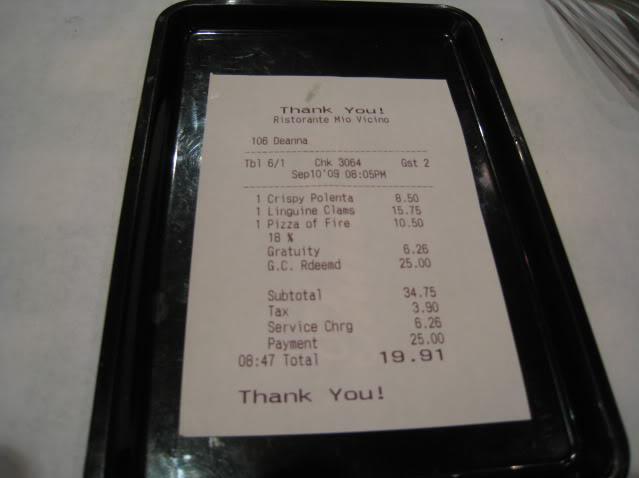 Thank You!
Ristorante Mio Vicino
106 Deanna
Tbl 6/1 Chk 3064 Gst 2
Sep10'09 08:05PM
1 Crispy Polenta 8.50
1 Linguine Clams 15.75
1 Pizza of Fire 10.50
18 %
Gratuity 6.26
G.C. Rdeemd 25.00
Subtotal 34.75
Tax 3.90
Service Chrg 6.26
Payment 25.00
08:47 Total 19.91
Thank You!